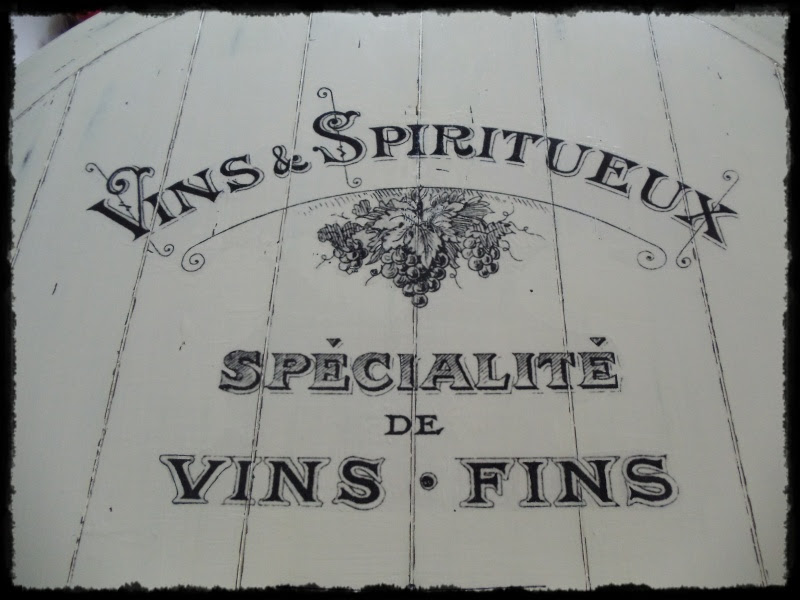 VINS & SPIRITUEUX
SPÉCIALITÉ
DE
VINS • FINS